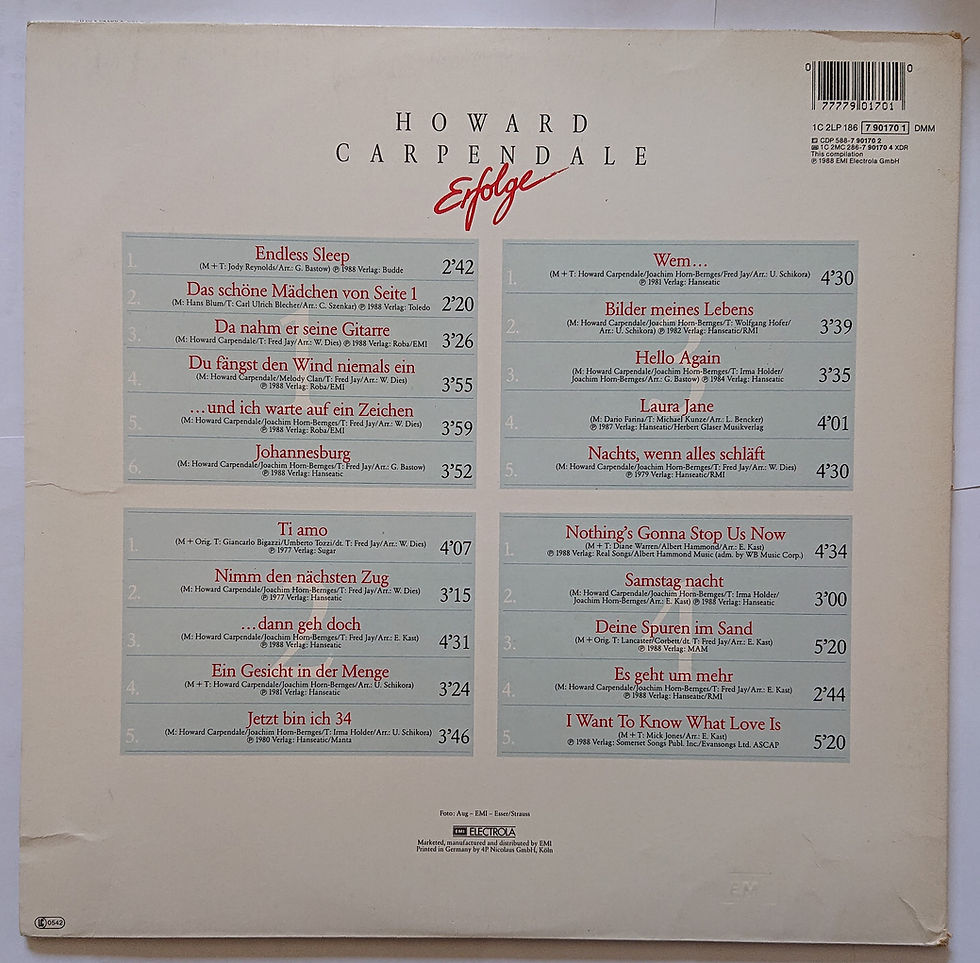 0 0
77779 01701
1C 2LP 186 7 90170 1 DMM
CDP 588-7 90170 2
1C 2MC 286-7 90170 4 XDR
This compilation
℗ 1988 EMI Electrola GmbH
HOWARD
CARPENDALE
Erfolge
1
1. Endless Sleep 2’42
(M + T: Jody Reynolds/Arr.: G. Bastow) ℗ 1988 Verlag: Budde
2. Das schöne Mädchen von Seite 1 2’20
(M: Hans Blum/T: Carl Ulrich Blecher/Arr.: C. Szenkar) ℗ 1988 Verlag: Toledo
3. Da nahm er seine Gitarre 3’26
(M: Howard Carpendale/T: Fred Jay/Arr.: W. Dies) ℗ 1988 Verlag: Roba/EMI
4. Du fängst den Wind niemals ein 3’55
(M: Howard Carpendale/Melody Clan/T: Fred Jay/Arr.: W. Dies)
℗ 1988 Verlag: Roba/EMI
5. …und ich warte auf ein Zeichen 3’59
(M: Howard Carpendale/Joachim Horn-Bernges/T: Fred Jay/Arr.: W. Dies)
℗ 1988 Verlag: Roba/EMI
6. Johannesburg 3’52
(M: Howard Carpendale/Joachim Horn-Bernges/T: Fred Jay/Arr.: G. Bastow)
℗ 1988 Verlag: Hanseatic
2
1. Ti amo 4’07
(M + Orig. T: Giancarlo Bigazzi/Umberto Tozzi/dt. T: Fred Jay/Arr.: W. Dies)
℗ 1977 Verlag: Sugar
2. Nimm den nächsten Zug 3’15
(M: Howard Carpendale/Joachim Horn-Bernges/T: Fred Jay/Arr.: W. Dies)
℗ 1977 Verlag: Hanseatic
3. …dann geh doch 4’31
(M: Howard Carpendale/Joachim Horn-Bernges/T: Fred Jay/Arr.: E. Kast)
℗ 1988 Verlag: Hanseatic
4. Ein Gesicht in der Menge 3’24
(M + T: Howard Carpendale/Joachim Horn-Bernges/Arr.: U. Schikora)
℗ 1981 Verlag: Hanseatic
5. Jetzt bin ich 34 3’46
(M: Howard Carpendale/Joachim Horn-Bernges/T: Irma Holder/Arr.: U. Schikora)
℗ 1980 Verlag: Hanseatic/Manta
3
1. Wem… 4’30
(M + T: Howard Carpendale/Joachim Horn-Bernges/Fred Jay/Arr.: U. Schikora)
℗ 1981 Verlag: Hanseatic
2. Bilder meines Lebens 3’39
(M: Howard Carpendale/Joachim Horn-Bernges/T: Wolfgang Hofer/
Arr.: U. Schikora) ℗ 1982 Verlag: Hanseatic/RMI
3. Hello Again 3’35
(M: Howard Carpendale/Joachim Horn-Bernges/T: Irma Holder/
Joachim Horn-Bernges/Arr.: G. Bastow) ℗ 1984 Verlag: Hanseatic
4. Laura Jane 4’01
(M: Dario Farina/T: Michael Kunze/Arr.: L. Bencker)
℗ 1987 Verlag: Hanseatic/Herbert Glaser Musikverlag
5. Nachts, wenn alles schläft 4’30
(M: Howard Carpendale/Joachim Horn-Bernges/T: Fred Jay/Arr.: W. Dies)
℗ 1979 Verlag: Hanseatic/RMI
4
1. Nothing’s Gonna Stop Us Now 4’34
(M + T: Diane Warren/Albert Hammond/Arr.: E. Kast)
℗ 1988 Verlag: Real Songs/Albert Hammond Music (adm. by WB Music Corp.)
2. Samstag nacht 3’00
(M: Howard Carpendale/Joachim Horn-Bernges/T: Irma Holder/
Joachim Horn-Bernges/Arr.: E. Kast) ℗ 1988 Verlag: Hanseatic
3. Deine Spuren im Sand 5’20
(M + Orig. T: Lancaster/Corbett/dt. T: Fred Jay/Arr.: E. Kast)
℗ 1988 Verlag: MAM
4. Es geht um mehr 2’44
(M: Howard Carpendale/Joachim Horn-Bernges/T: Fred Jay/Arr.: E. Kast)
℗ 1988 Verlag: Hanseatic/RMI
5. I Want To Know What Love Is 5’20
(M + T: Mick Jones/Arr.: E. Kast)
℗ 1988 Verlag: Somerset Songs Publ. Inc./Evansongs Ltd. ASCAP
Foto: Aug – EMI – Esser/Strauss
EMI ELECTROLA
Marketed, manufactured and distributed by EMI
Printed in Germany by 4P Nicolaus GmbH, Köln
LC 0542